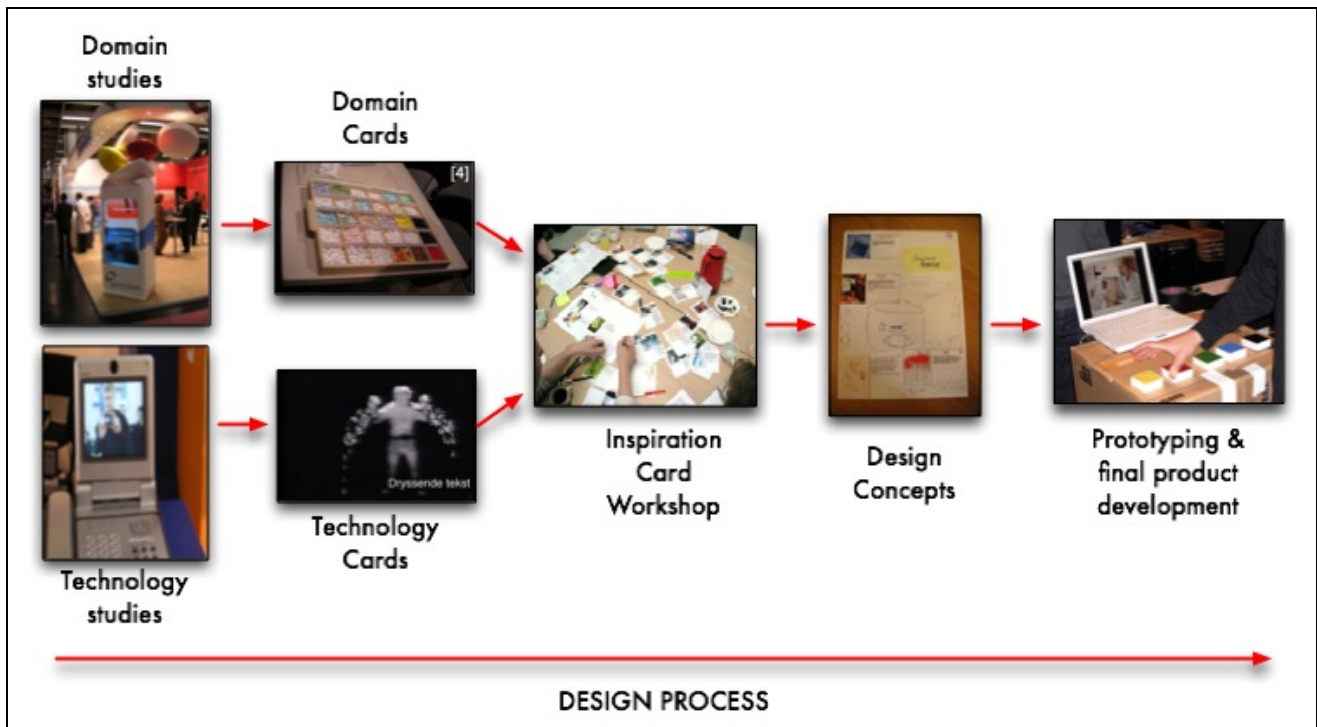 Domain
studies
Domain
Cards
[4]
Dryssende tekst
Technology
Cards
Technology
studies
Inspiration
Card
Workshop
Design
Concepts
Prototyping &
final product
development
DESIGN PROCESS